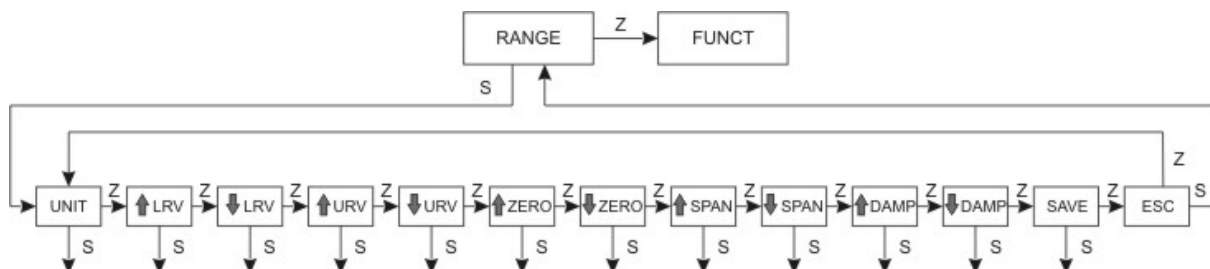 RANGE Z FUNCT
S
Z
UNIT Z LRV Z LRV Z URV Z URV Z ZERO Z ZERO Z SPAN Z SPAN Z DAMP Z DAMP Z SAVE Z ESC S
S S S S S S S S S S S S